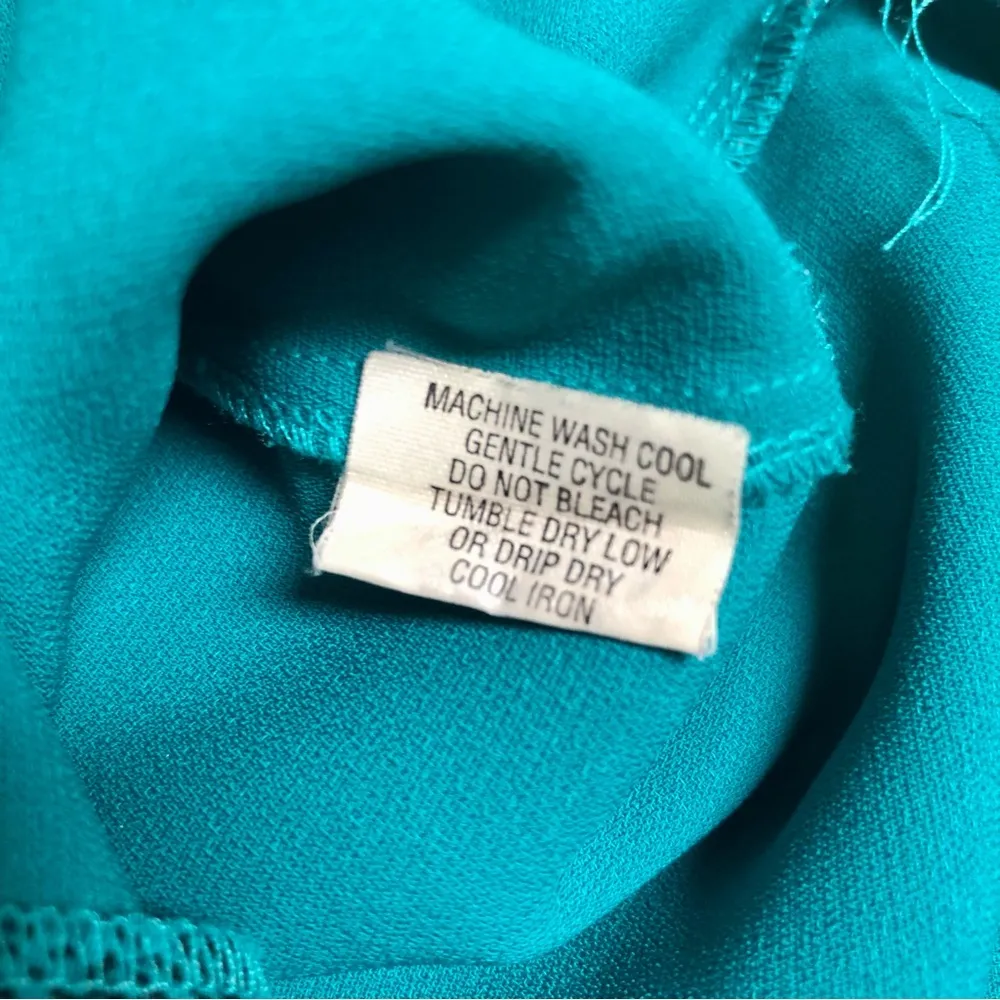 MACHINE WASH COOL
GENTLE CYCLE
DO NOT BLEACH
TUMBLE DRY LOW
OR DRIP DRY
COOL IRON